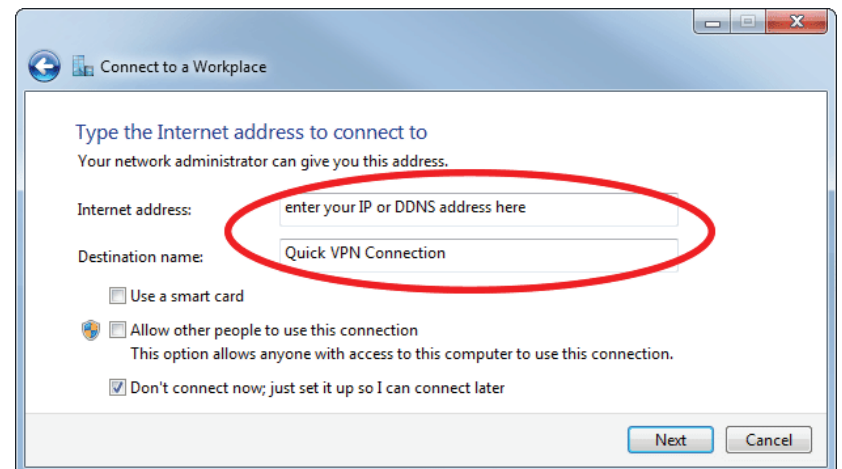 Connect to a Workplace
Type the Internet address to connect to
Your network administrator can give you this address.
Internet address: enter your IP or DDNS address here
Destination name: Quick VPN Connection
Use a smart card
Allow other people to use this connection
This option allows anyone with access to this computer to use this connection.
Don't connect now; just set it up so I can connect later
Next Cancel